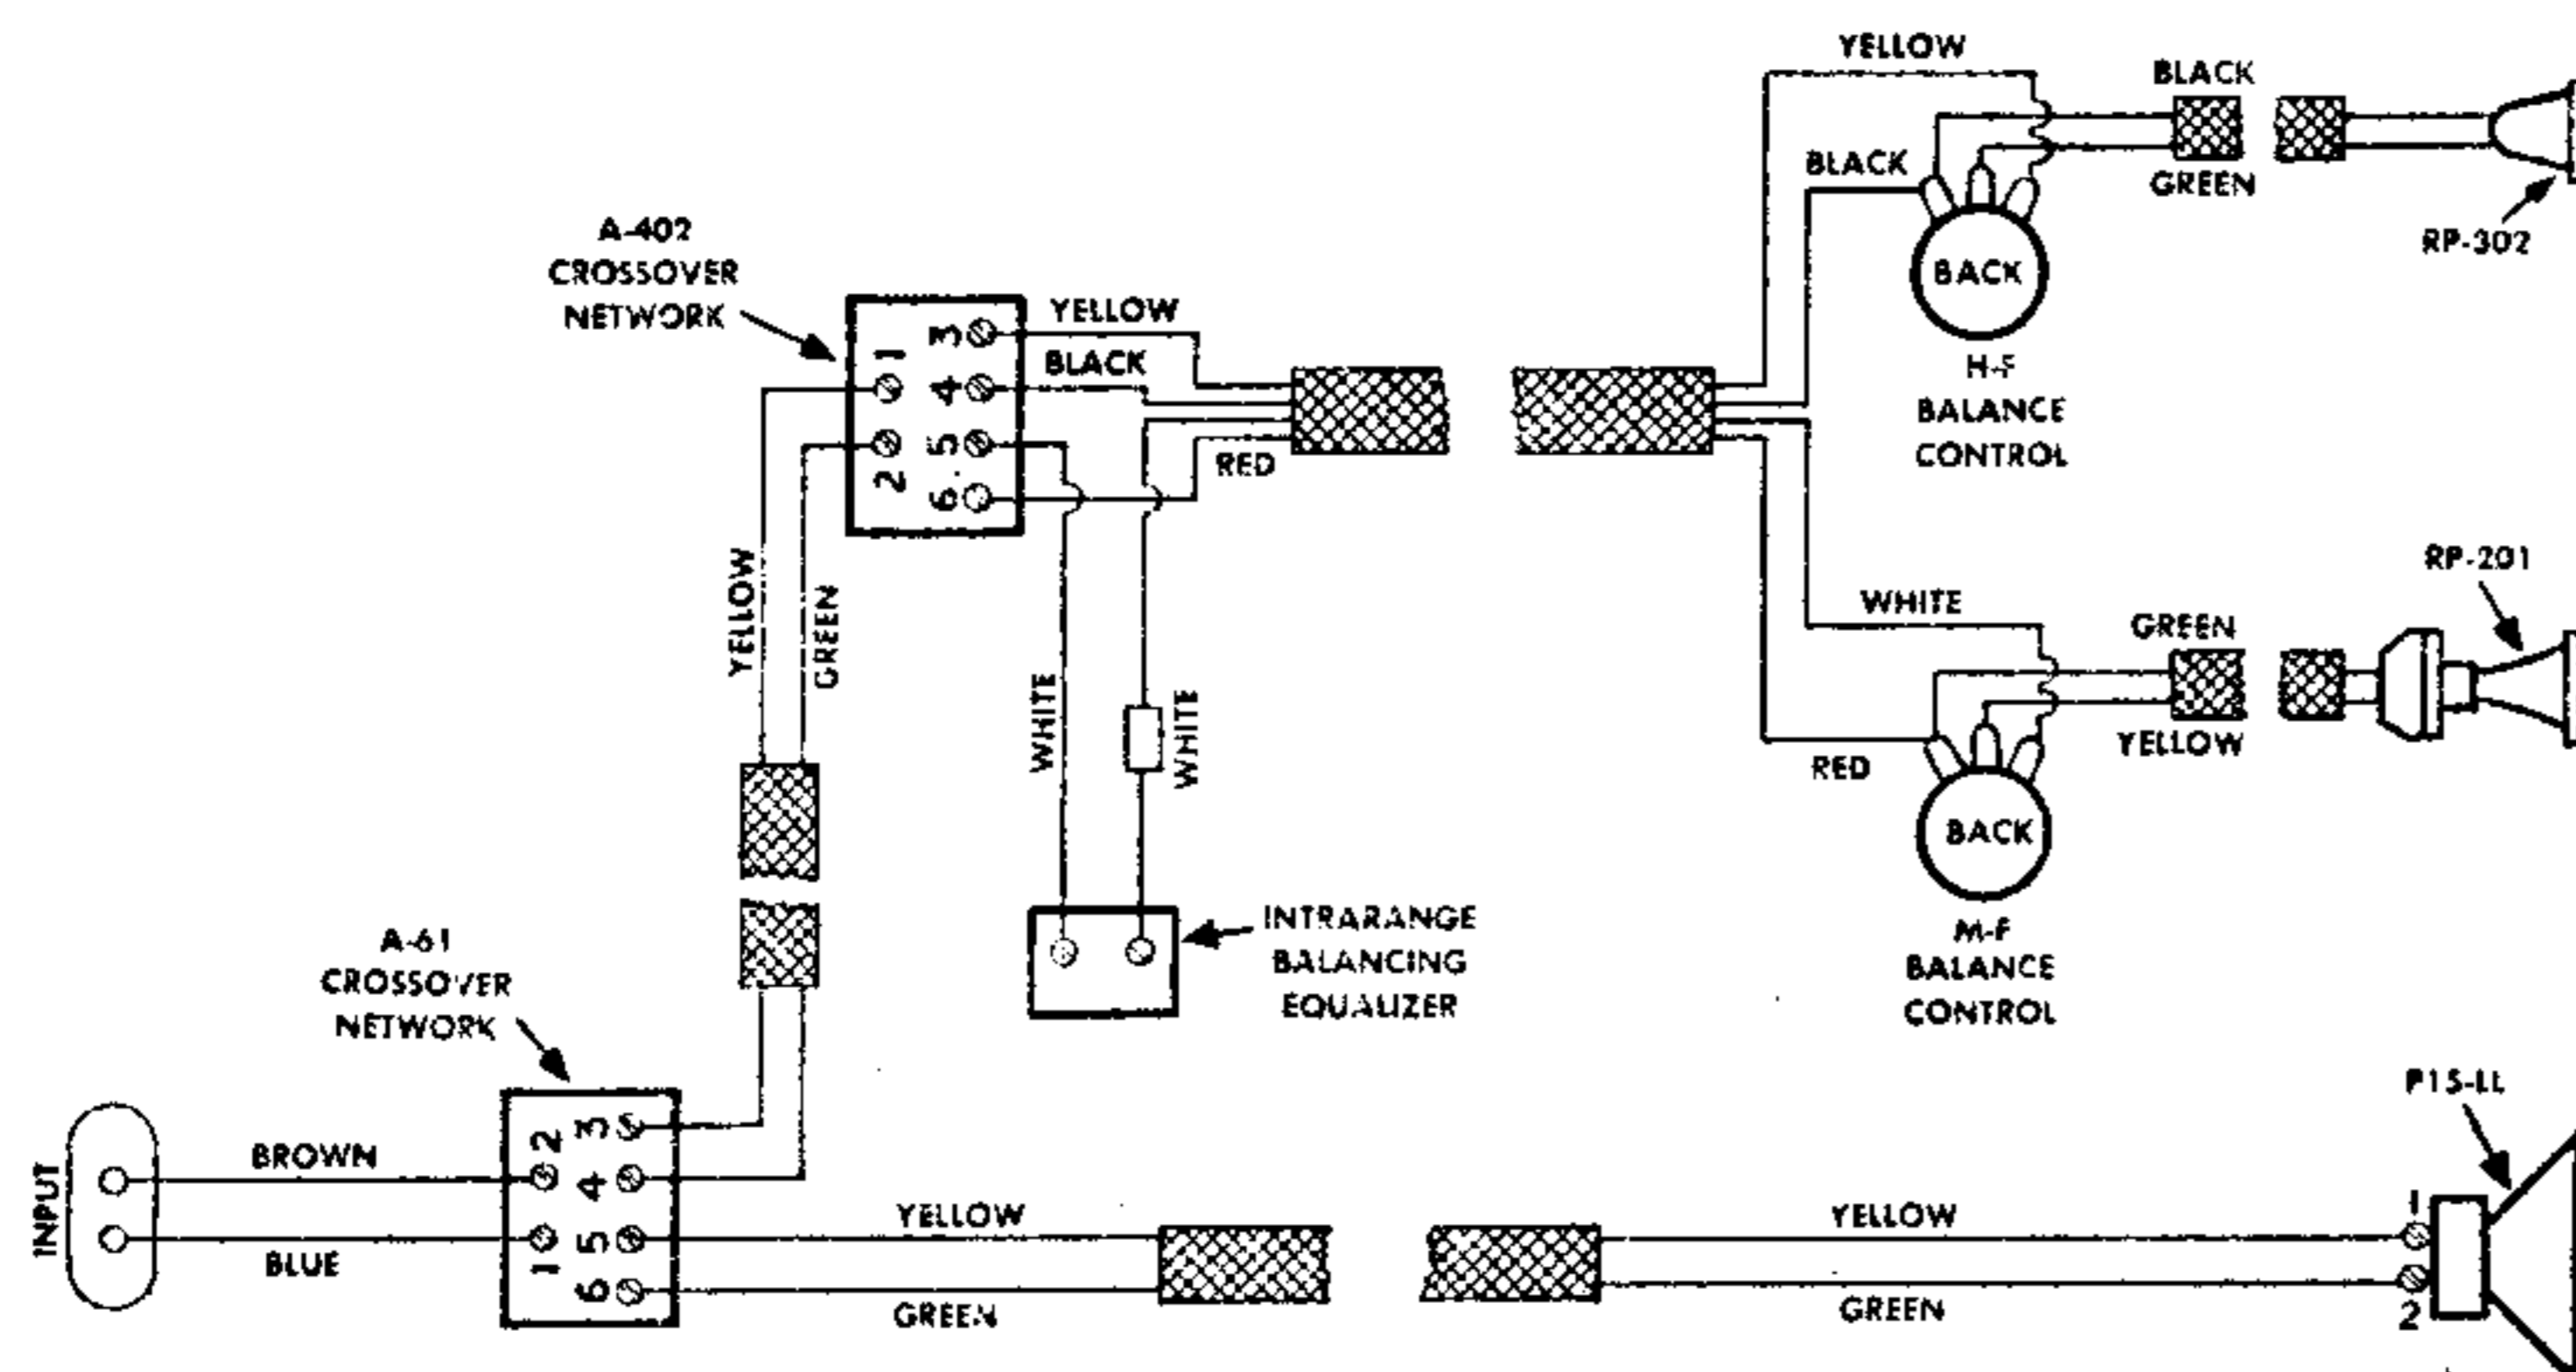 YELLOW
BLACK
BLACK
GREEN
RP-302
BACK
H-F
BALANCE
CONTROL
A-402
CROSSOVER
NETWORK
1
2
3
4
5
6
YELLOW
BLACK
RED
YELLOW
GREEN
WHITE
WHITE
INTRARANGE
BALANCING
EQUALIZER
WHITE
RED
GREEN
YELLOW
RP-201
BACK
M-F
BALANCE
CONTROL
A-61
CROSSOVER
NETWORK
INPUT
BROWN
BLUE
2
1
3
4
5
6
YELLOW
GREEN
YELLOW
GREEN
P15-LL
1
2